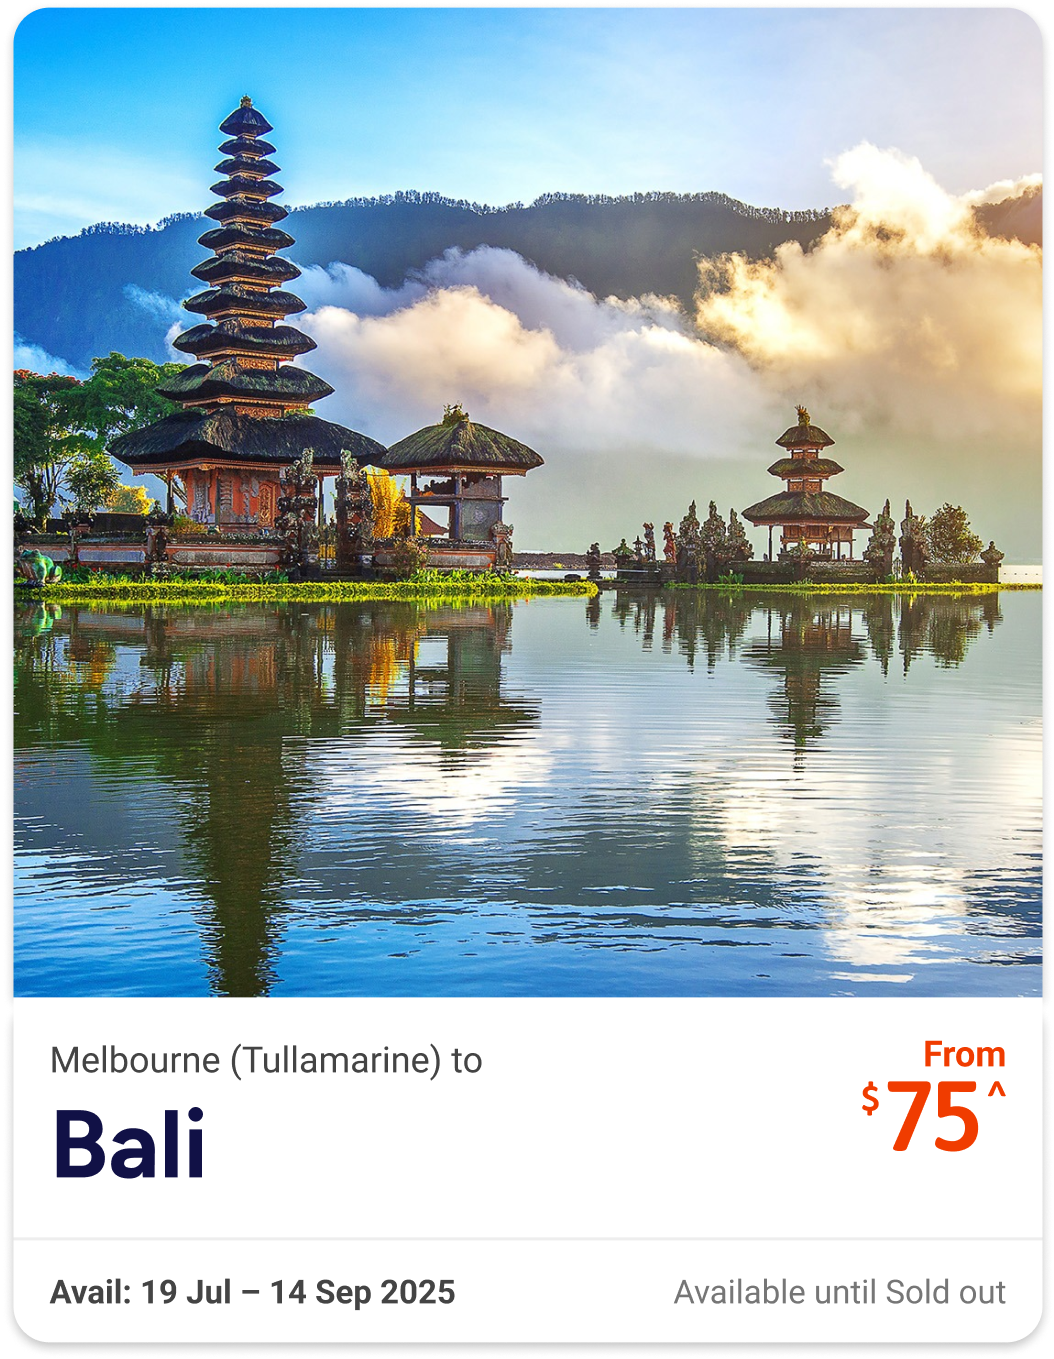 Melbourne (Tullamarine) to
Bali
From
$75^
Avail: 19 Jul – 14 Sep 2025
Available until Sold out